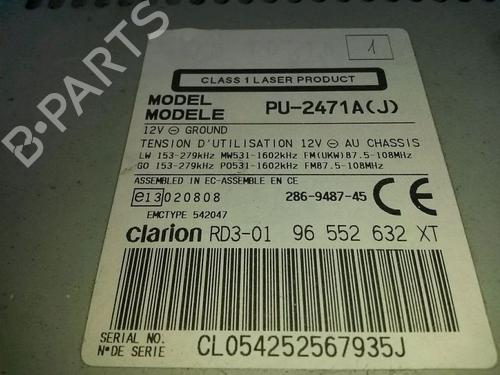 B-PARTS
1
CLASS 1 LASER PRODUCT
MODEL
MODELE
PU-2471A(J)
12V ⊖ GROUND
TENSION D'UTILISATION 12V ⊖ AU CHASSIS
LW 153-279kHz MW531-1602kHz FM(UKW)87.5-108MHz
GO 153-279kHz PO531-1602kHz FM87.5-108MHz
ASSEMBLED IN EC-ASSEMBLE EN CE
e13 020808 286-9487-45 CE
EMCTYPE 542047
clarion RD3-01 96 552 632 XT
SERIAL NO.
N° DE SERIE
CL054252567935J